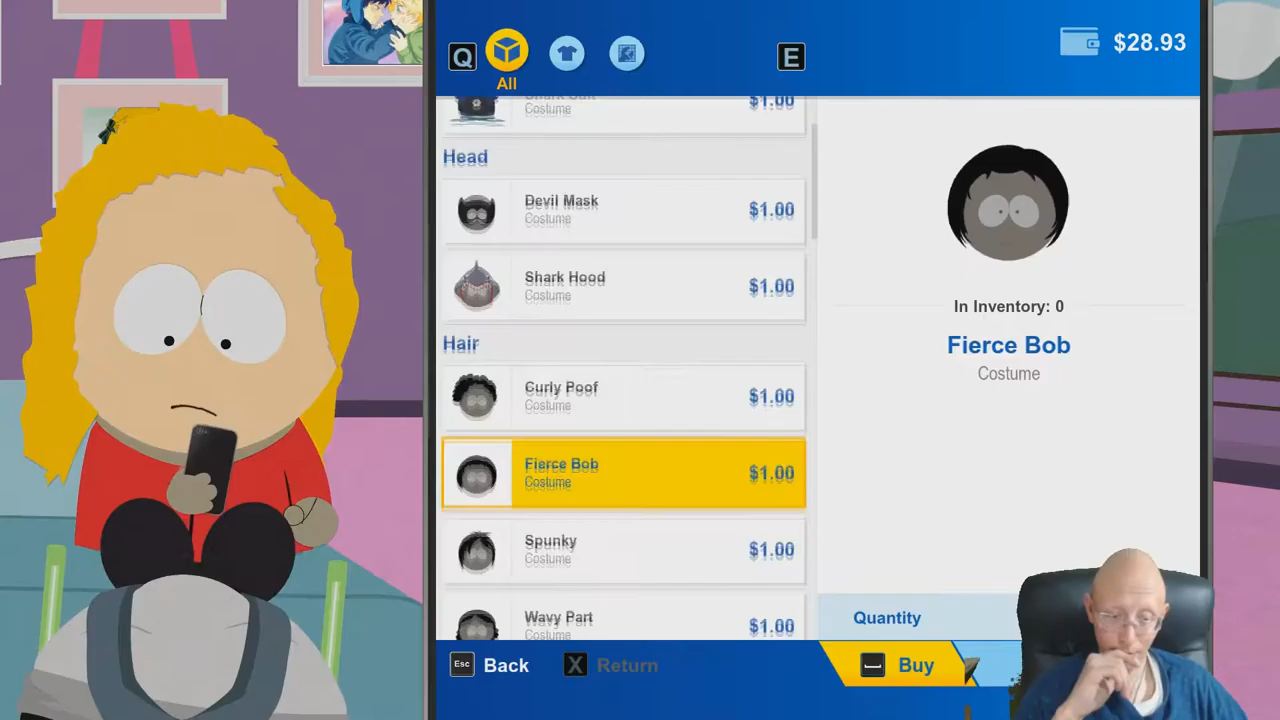 Q
E
$28.93
All
Shark Suit
Costume
$1.00
Head
Devil Mask
Costume
$1.00
Shark Hood
Costume
$1.00
Hair
Curly Poof
Costume
$1.00
Fierce Bob
Costume
$1.00
Spunky
Costume
$1.00
Wavy Part
Costume
$1.00
In Inventory: 0
Fierce Bob
Costume
Quantity
Esc Back
X Return
Buy